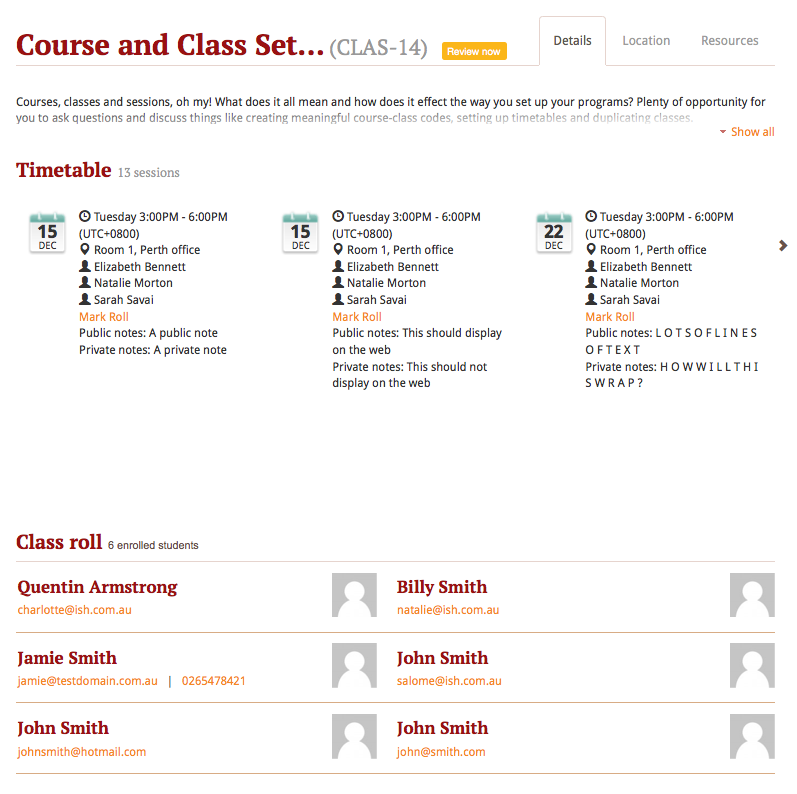 Course and Class Set... (CLAS-14) Review now
Details Location Resources
Courses, classes and sessions, oh my! What does it all mean and how does it effect the way you set up your programs? Plenty of opportunity for
you to ask questions and discuss things like creating meaningful course-class codes, setting up timetables and duplicating classes.
Show all
Timetable 13 sessions
15
DEC
Tuesday 3:00PM - 6:00PM
(UTC+0800)
Room 1, Perth office
Elizabeth Bennett
Natalie Morton
Sarah Savai
Mark Roll
Public notes: A public note
Private notes: A private note
15
DEC
Tuesday 3:00PM - 6:00PM
(UTC+0800)
Room 1, Perth office
Elizabeth Bennett
Natalie Morton
Sarah Savai
Mark Roll
Public notes: This should display
on the web
Private notes: This should not
display on the web
22
DEC
Tuesday 3:00PM - 6:00PM
(UTC+0800)
Room 1, Perth office
Elizabeth Bennett
Natalie Morton
Sarah Savai
Mark Roll
Public notes: L O T S O F L I N E S
O F T E X T
Private notes: H O W W I L L T H I
S W R A P ?
Class roll 6 enrolled students
Quentin Armstrong
charlotte@ish.com.au
Billy Smith
natalie@ish.com.au
Jamie Smith
jamie@testdomain.com.au | 0265478421
John Smith
salome@ish.com.au
John Smith
johnsmith@hotmail.com
John Smith
john@smith.com